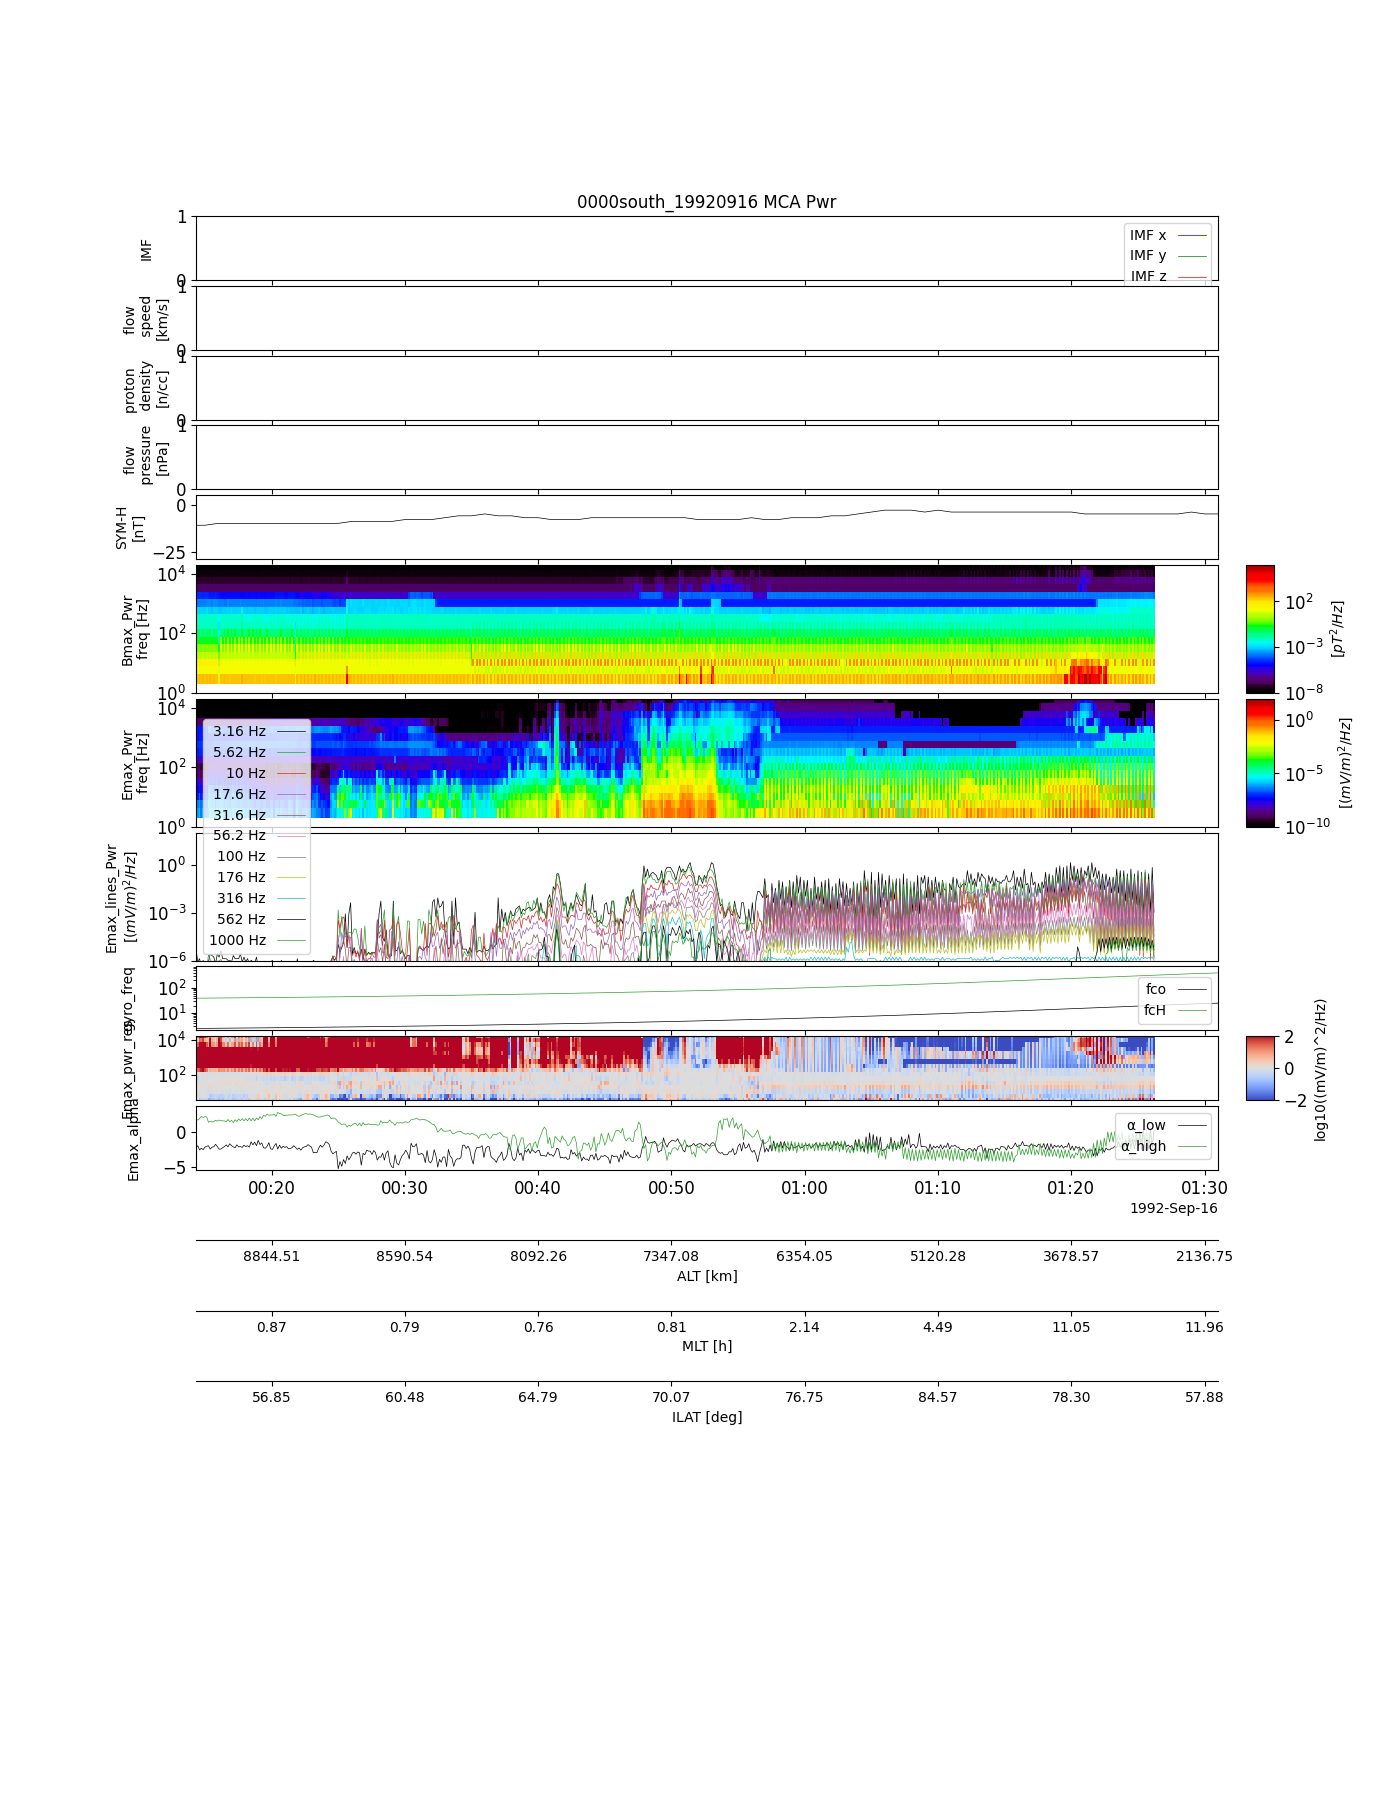 0000south_19920916 MCA Pwr
1
IMF
0
IMF x
IMF y
IMF z
1
flow
speed
[km/s]
0
1
proton
density
[n/cc]
0
1
flow
pressure
[nPa]
0
SYM-H
[nT]
0
−25
Bmax_Pwr
freq [Hz]
10^4
10^2
10^0
10^2
10^−3
10^−8
[pT^2/Hz]
Emax_Pwr
freq [Hz]
10^4
10^2
10^0
10^0
10^−5
10^−10
[(mV/m)^2/Hz]
3.16 Hz
5.62 Hz
10 Hz
17.6 Hz
31.6 Hz
56.2 Hz
100 Hz
176 Hz
316 Hz
562 Hz
1000 Hz
Emax_lines_Pwr
[(mV/m)^2/Hz]
10^0
10^−3
10^−6
gyro_freq
10^2
10^1
fco
fcH
Emax_pwr_reg
10^4
10^2
2
0
−2
log10((mV/m)^2/Hz)
Emax_alpha
0
−5
α_low
α_high
00:20 00:30 00:40 00:50 01:00 01:10 01:20 01:30
1992-Sep-16
8844.51 8590.54 8092.26 7347.08 6354.05 5120.28 3678.57 2136.75
ALT [km]
0.87 0.79 0.76 0.81 2.14 4.49 11.05 11.96
MLT [h]
56.85 60.48 64.79 70.07 76.75 84.57 78.30 57.88
ILAT [deg]